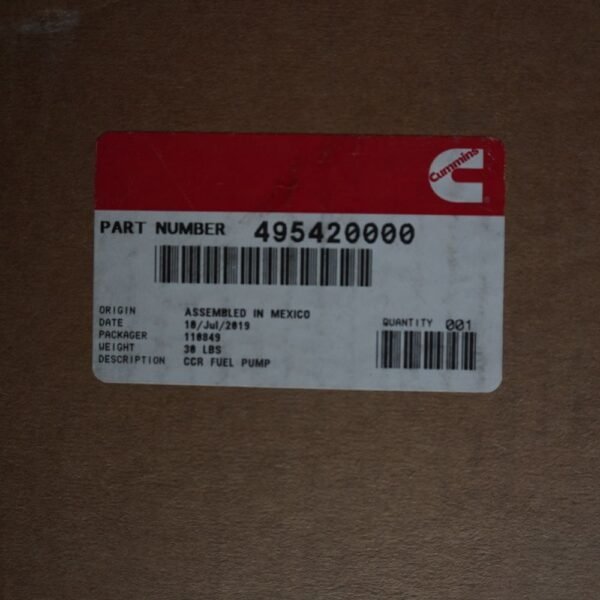 Cummins
PART NUMBER 495420000
ORIGIN ASSEMBLED IN MEXICO
DATE 10/Jul/2019
PACKAGER 110849
WEIGHT 30 LBS
DESCRIPTION CCR FUEL PUMP
QUANTITY 001